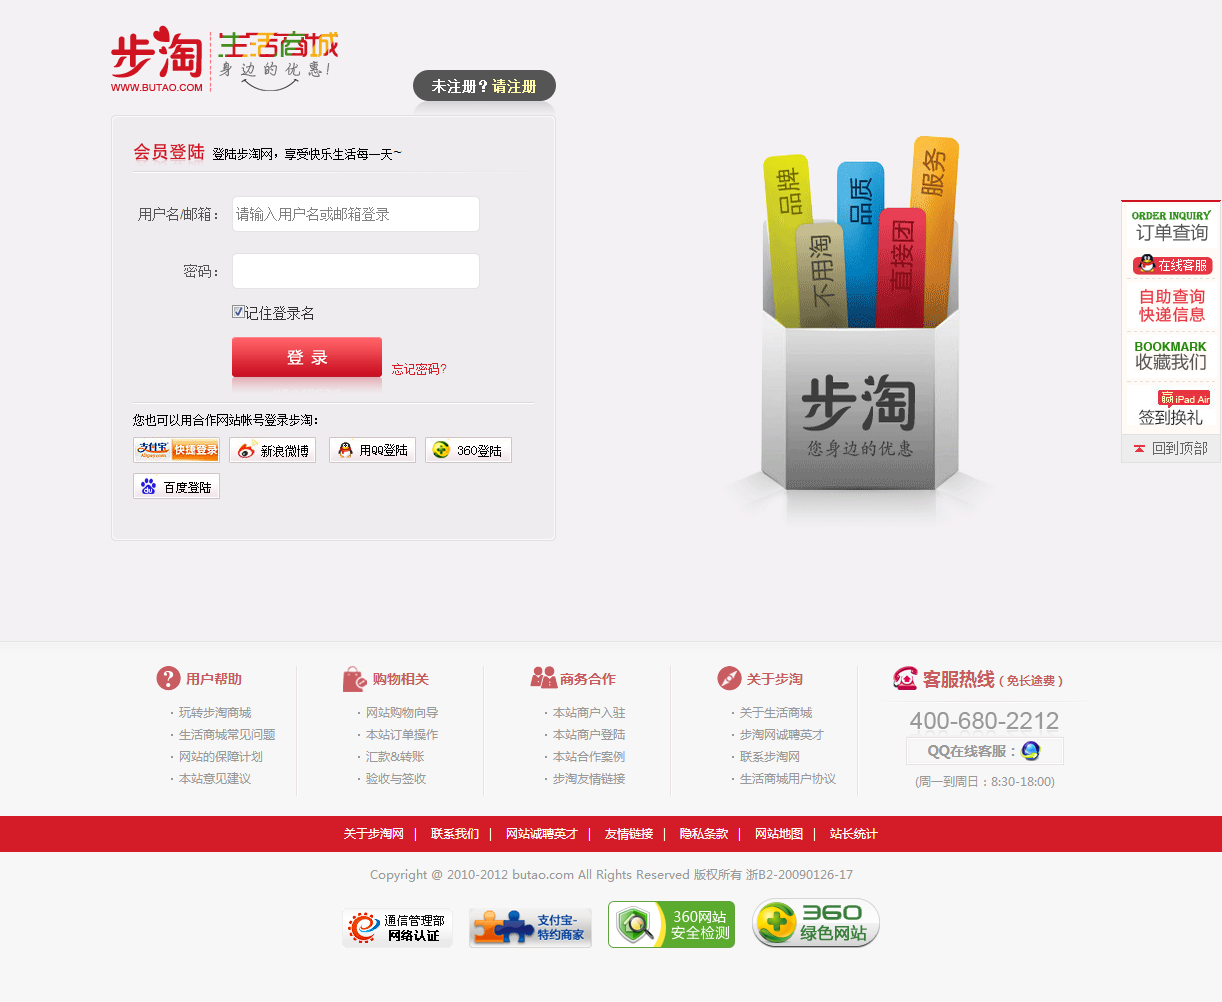 步淘 生活商城
身边的优惠!
WWW.BUTAO.COM
未注册？请注册
会员登陆 登陆步淘网，享受快乐生活每一天~
用户名/邮箱： 请输入用户名或邮箱登录
密码：
记住登录名
登 录 忘记密码?
您也可以用合作网站帐号登录步淘：
支付宝 快捷登录 新浪微博 用QQ登陆 360登陆
百度登陆
品牌
不用淘
品质
直接团
服务
步淘
您身边的优惠
ORDER INQUIRY
订单查询
在线客服
自助查询
快递信息
BOOKMARK
收藏我们
赢iPad Air
签到换礼
回到顶部
用户帮助
· 玩转步淘商城
· 生活商城常见问题
· 网站的保障计划
· 本站意见建议
购物相关
· 网站购物向导
· 本站订单操作
· 汇款&转账
· 验收与签收
商务合作
· 本站商户入驻
· 本站商户登陆
· 本站合作案例
· 步淘友情链接
关于步淘
· 关于生活商城
· 步淘网诚聘英才
· 联系步淘网
· 生活商城用户协议
客服热线（免长途费）
400-680-2212
QQ在线客服：
(周一到周日：8:30-18:00)
关于步淘网 | 联系我们 | 网站诚聘英才 | 友情链接 | 隐私条款 | 网站地图 | 站长统计
Copyright @ 2010-2012 butao.com All Rights Reserved 版权所有 浙B2-20090126-17
通信管理部
网络认证
支付宝-
特约商家
360网站
安全检测
360
绿色网站